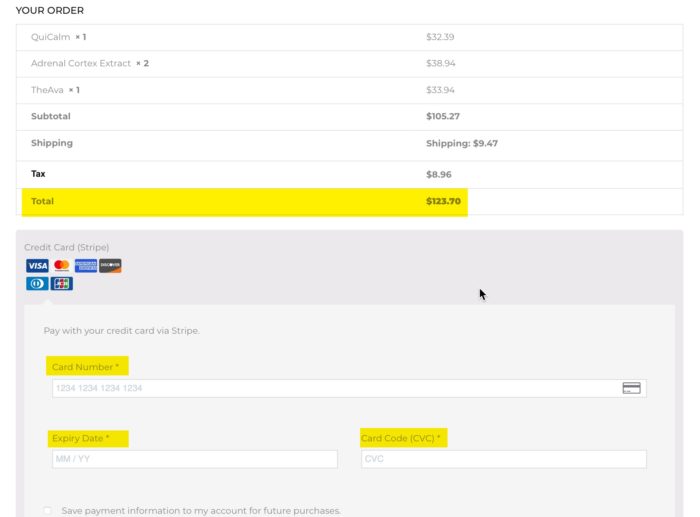 YOUR ORDER
QuiCalm × 1 $32.39
Adrenal Cortex Extract × 2 $38.94
TheAva × 1 $33.94
Subtotal $105.27
Shipping Shipping: $9.47
Tax $8.96
Total $123.70
Credit Card (Stripe)
VISA AMERICAN EXPRESS DISCOVER
JCB
Pay with your credit card via Stripe.
Card Number *
1234 1234 1234 1234
Expiry Date * Card Code (CVC) *
MM / YY CVC
Save payment information to my account for future purchases.